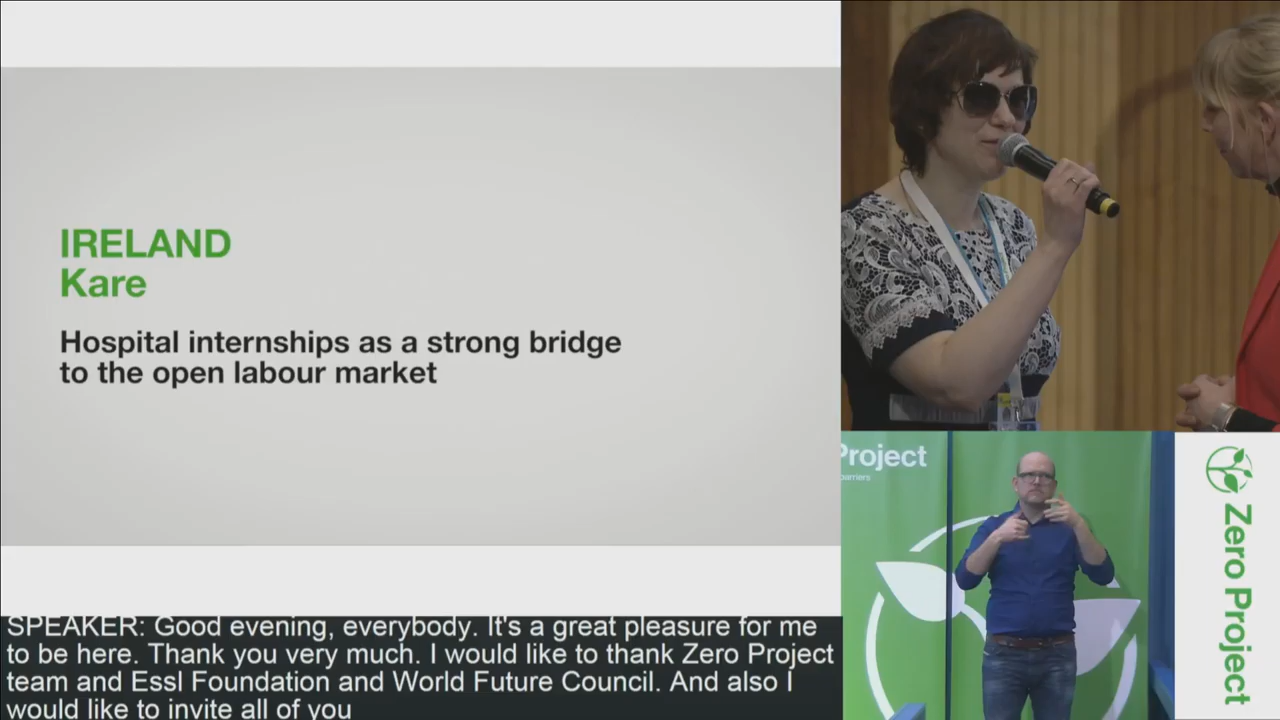 IRELAND
Kare
Hospital internships as a strong bridge
to the open labour market
Project
barriers
Zero Project
SPEAKER: Good evening, everybody. It's a great pleasure for me
to be here. Thank you very much. I would like to thank Zero Project
team and Essl Foundation and World Future Council. And also I
would like to invite all of you